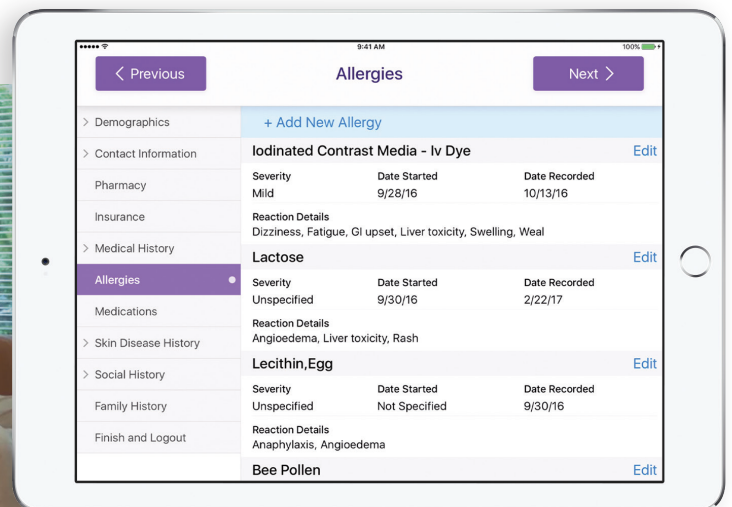 9:41 AM
100%
< Previous
Allergies
Next >
> Demographics
> Contact Information
Pharmacy
Insurance
> Medical History
Allergies
Medications
> Skin Disease History
> Social History
Family History
Finish and Logout
+ Add New Allergy
Iodinated Contrast Media - Iv Dye Edit
Severity Date Started Date Recorded
Mild 9/28/16 10/13/16
Reaction Details
Dizziness, Fatigue, GI upset, Liver toxicity, Swelling, Weal
Lactose Edit
Severity Date Started Date Recorded
Unspecified 9/30/16 2/22/17
Reaction Details
Angioedema, Liver toxicity, Rash
Lecithin,Egg Edit
Severity Date Started Date Recorded
Unspecified Not Specified 9/30/16
Reaction Details
Anaphylaxis, Angioedema
Bee Pollen Edit